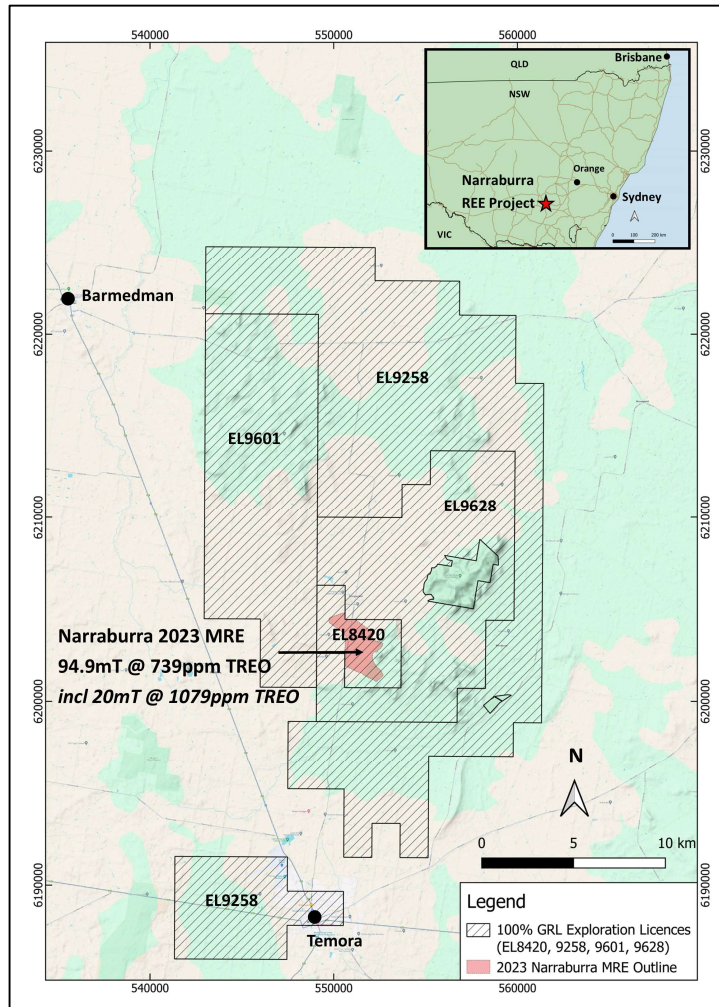 540000
550000
560000
QLD
Brisbane
NSW
Orange
Narraburra
REE Project
Sydney
VIC
0 100 200 km
6230000
6230000
Barmedman
6220000
6220000
EL9258
EL9601
6210000
6210000
EL9628
Narraburra 2023 MRE
94.9mT @ 739ppm TREO
incl 20mT @ 1079ppm TREO
EL8420
6200000
6200000
N
0 5 10 km
6190000
6190000
EL9258
Temora
Legend
100% GRL Exploration Licences
(EL8420, 9258, 9601, 9628)
2023 Narraburra MRE Outline
540000
550000
560000